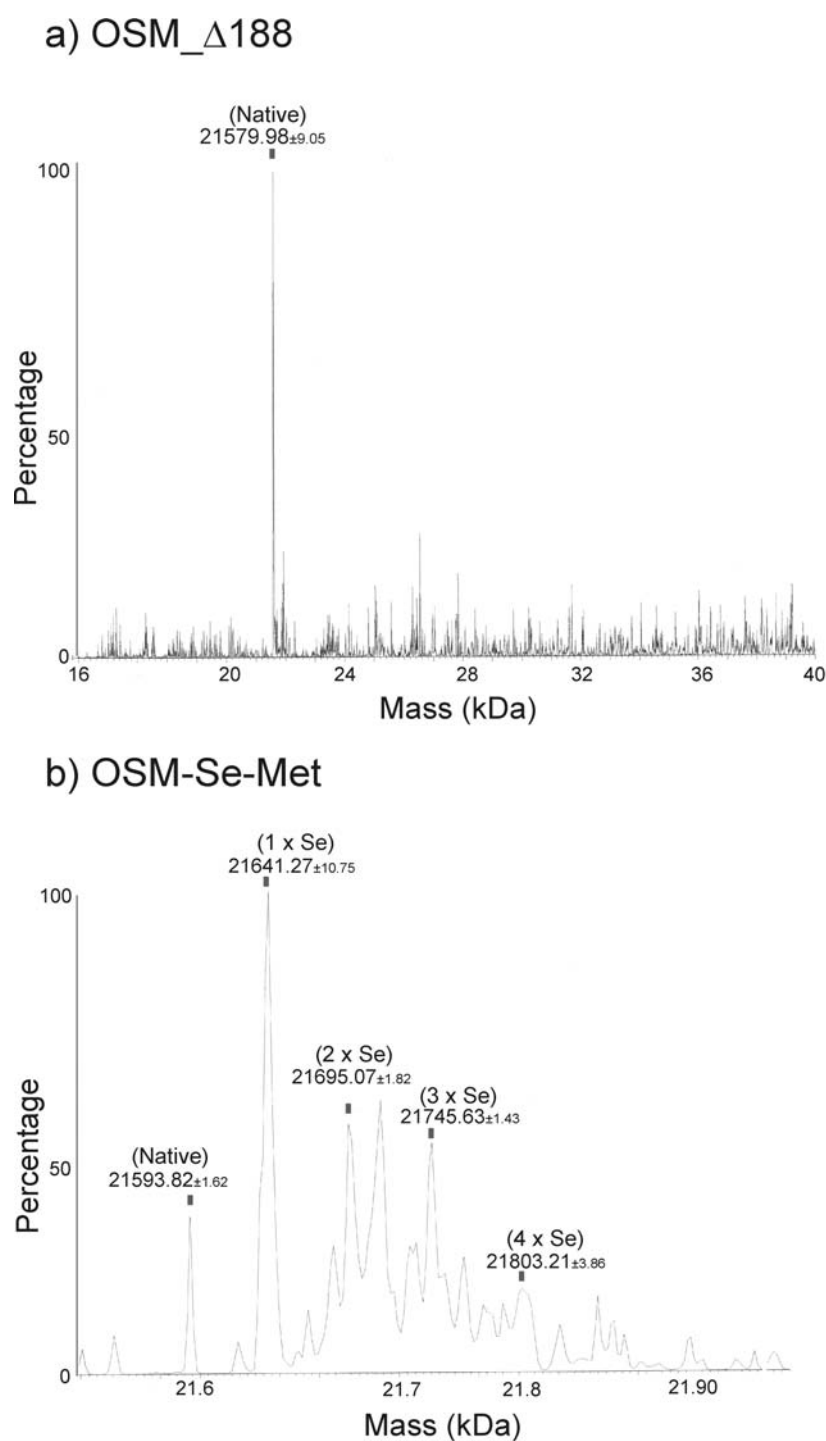 a) OSM_Δ188
(Native)
21579.98±9.05
100
Percentage
50
0
16 20 24 28 32 36 40
Mass (kDa)
b) OSM-Se-Met
(1 x Se)
21641.27±10.75
100
(2 x Se)
21695.07±1.82
(3 x Se)
21745.63±1.43
(Native)
21593.82±1.62
50
Percentage
(4 x Se)
21803.21±3.86
0
21.6 21.7 21.8 21.90
Mass (kDa)